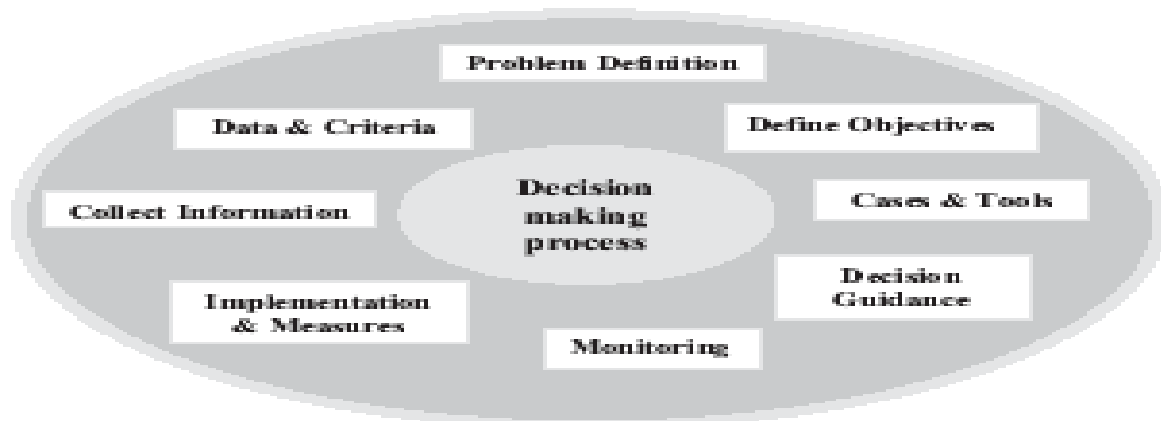 Problem Definition
Data & Criteria
Define Objectives
Collect Information
Decision
making
process
Cases & Tools
Implementation
& Measures
Decision
Guidance
Monitoring